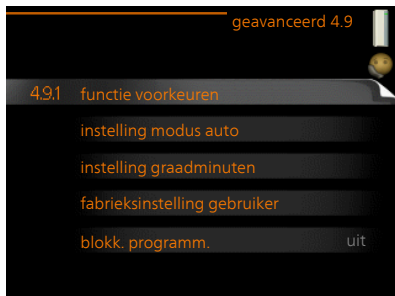 geavanceerd 4.9
4.9.1 functie voorkeuren
instelling modus auto
instelling graadminuten
fabrieksinstelling gebruiker
blokk. programm. uit